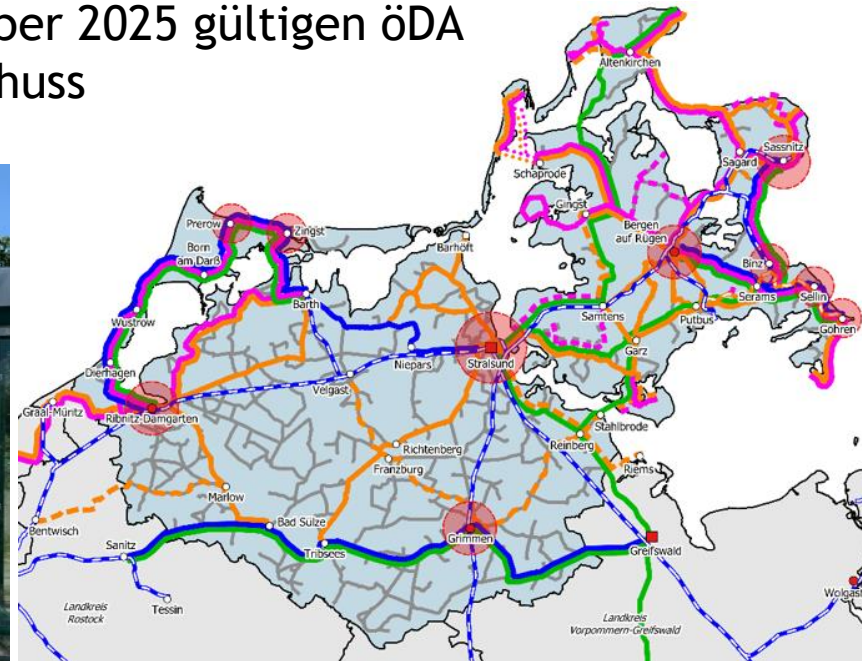 ber 2025 gültigen öDA
huss
Altenkirchen
Sassnitz
Sagard
Schaprode
Gingst
Bergen
auf Rügen
Prerow
Zingst
Born
am Darß
Barhöft
Binz
Serams
Sellin
Göhren
Putbus
Samtens
Garz
Barth
Wustrow
Dierhagen
Niepars
Stralsund
Velgast
Graal-Müritz
Ribnitz-Damgarten
Stahlbrode
Reinberg
Riems
Richtenberg
Franzburg
Marlow
Bentwisch
Bad Sülze
Grimmen
Sanitz
Tribsees
Greifswald
Tessin
Wolgast
Landkreis
Rostock
Landkreis
Vorpommern-Greifswald